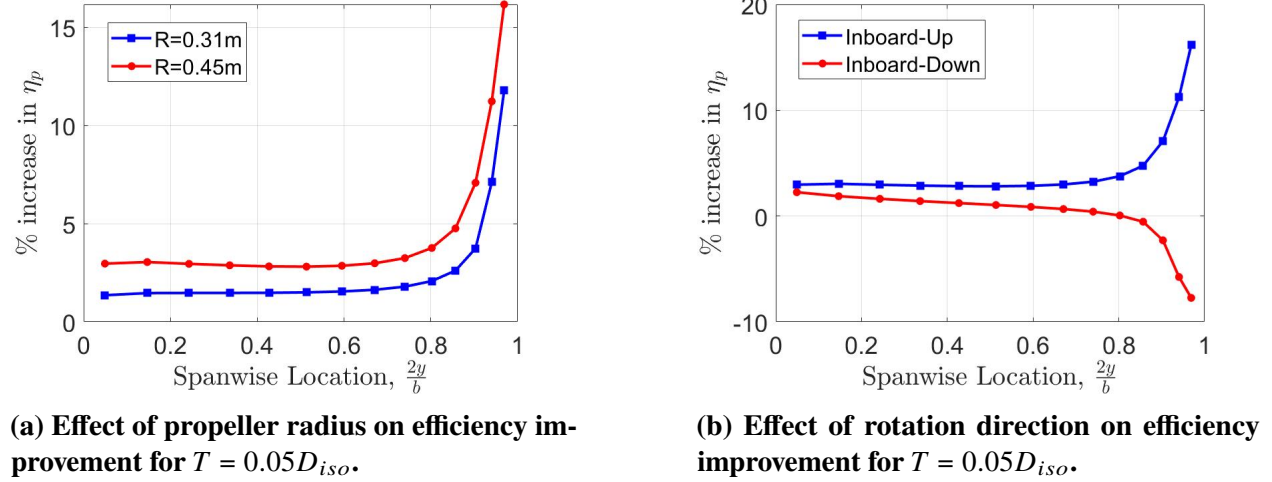 % increase in η_p
15
10
5
0
0
0.2
0.4
0.6
0.8
1
R=0.31m
R=0.45m
Spanwise Location, 2y/b
(a) Effect of propeller radius on efficiency im-
provement for T = 0.05D_iso.
% increase in η_p
20
10
0
-10
0
0.2
0.4
0.6
0.8
1
Inboard-Up
Inboard-Down
Spanwise Location, 2y/b
(b) Effect of rotation direction on efficiency
improvement for T = 0.05D_iso.